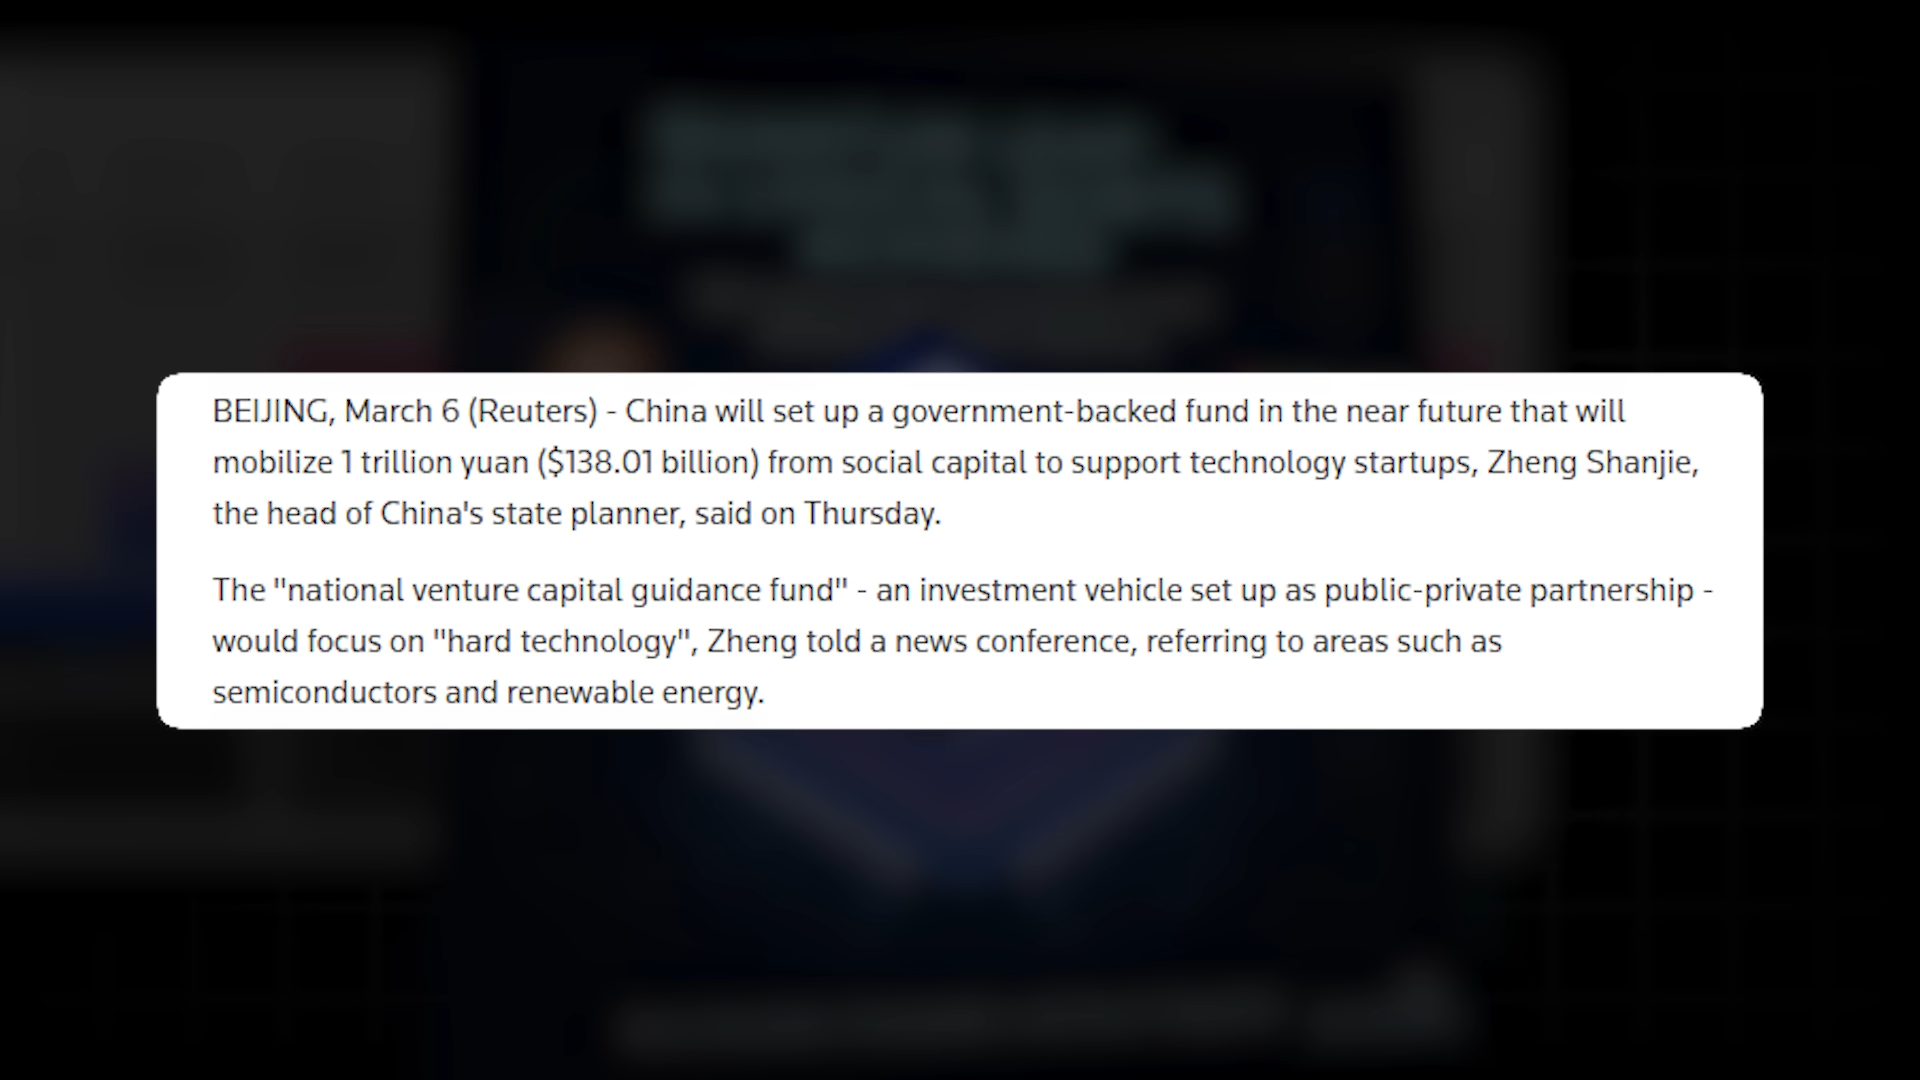 BEIJING, March 6 (Reuters) - China will set up a government-backed fund in the near future that will
mobilize 1 trillion yuan ($138.01 billion) from social capital to support technology startups, Zheng Shanjie,
the head of China's state planner, said on Thursday.
The "national venture capital guidance fund" - an investment vehicle set up as public-private partnership -
would focus on "hard technology", Zheng told a news conference, referring to areas such as
semiconductors and renewable energy.